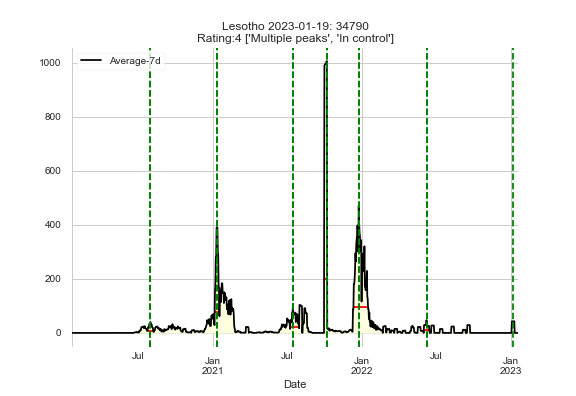 Lesotho 2023-01-19: 34790
Rating:4 ['Multiple peaks', 'In control']
Average-7d
1000
800
600
400
200
0
Jul
Jan
2021
Jul
Jan
2022
Jul
Jan
2023
Date